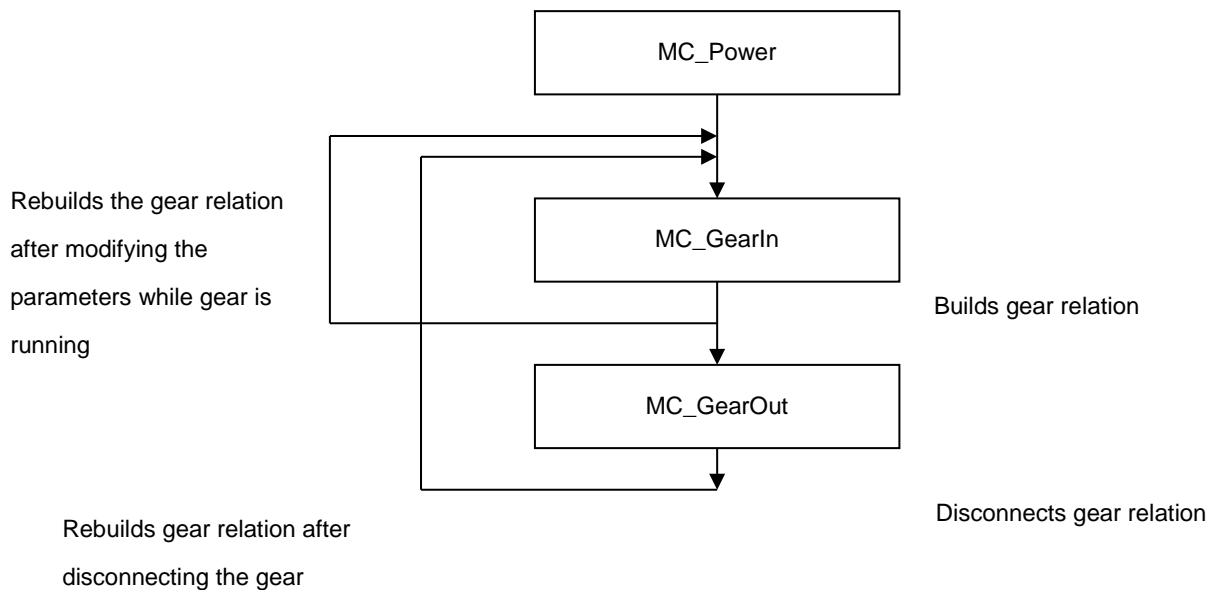 MC_Power
Rebuilds the gear relation
after modifying the
parameters while gear is
running
MC_GearIn
Builds gear relation
MC_GearOut
Disconnects gear relation
Rebuilds gear relation after
disconnecting the gear